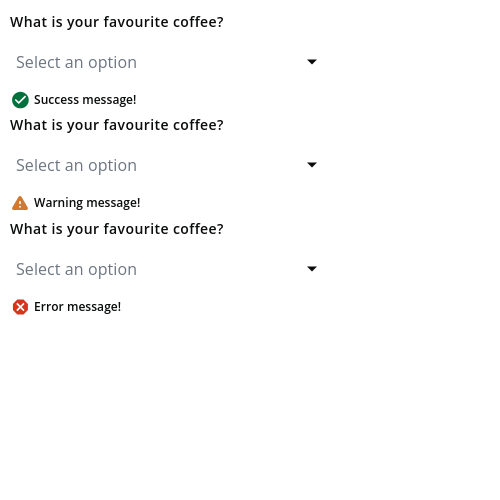 What is your favourite coffee?
Select an option
Success message!
What is your favourite coffee?
Select an option
Warning message!
What is your favourite coffee?
Select an option
Error message!